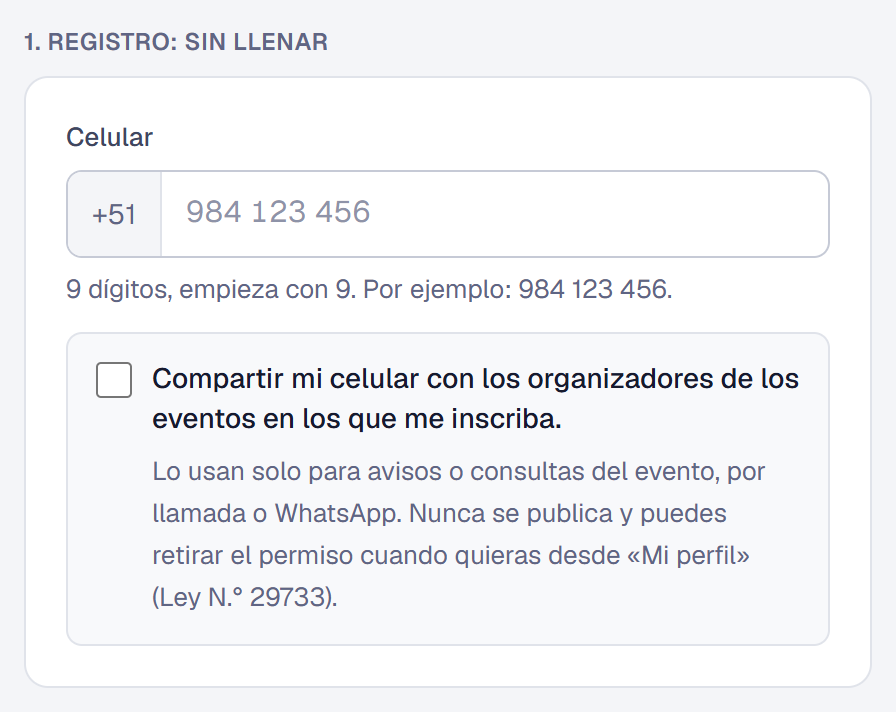 1. REGISTRO: SIN LLENAR
Celular
+51 984 123 456
9 dígitos, empieza con 9. Por ejemplo: 984 123 456.
Compartir mi celular con los organizadores de los
eventos en los que me inscriba.
Lo usan solo para avisos o consultas del evento, por
llamada o WhatsApp. Nunca se publica y puedes
retirar el permiso cuando quieras desde «Mi perfil»
(Ley N.° 29733).